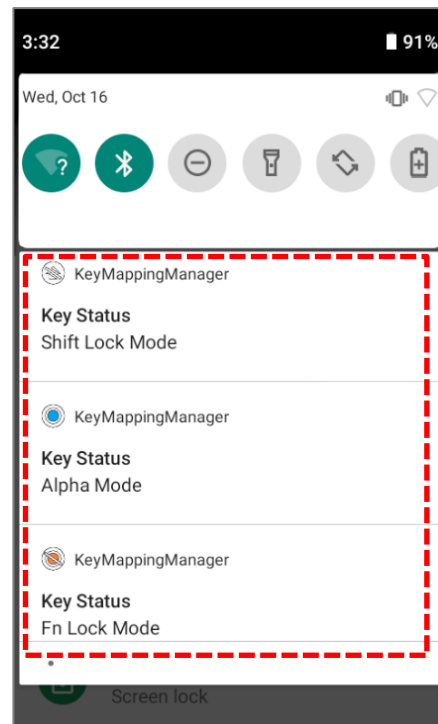 3:32 91%
Wed, Oct 16
?
KeyMappingManager
Key Status
Shift Lock Mode
KeyMappingManager
Key Status
Alpha Mode
KeyMappingManager
Key Status
Fn Lock Mode
Screen lock